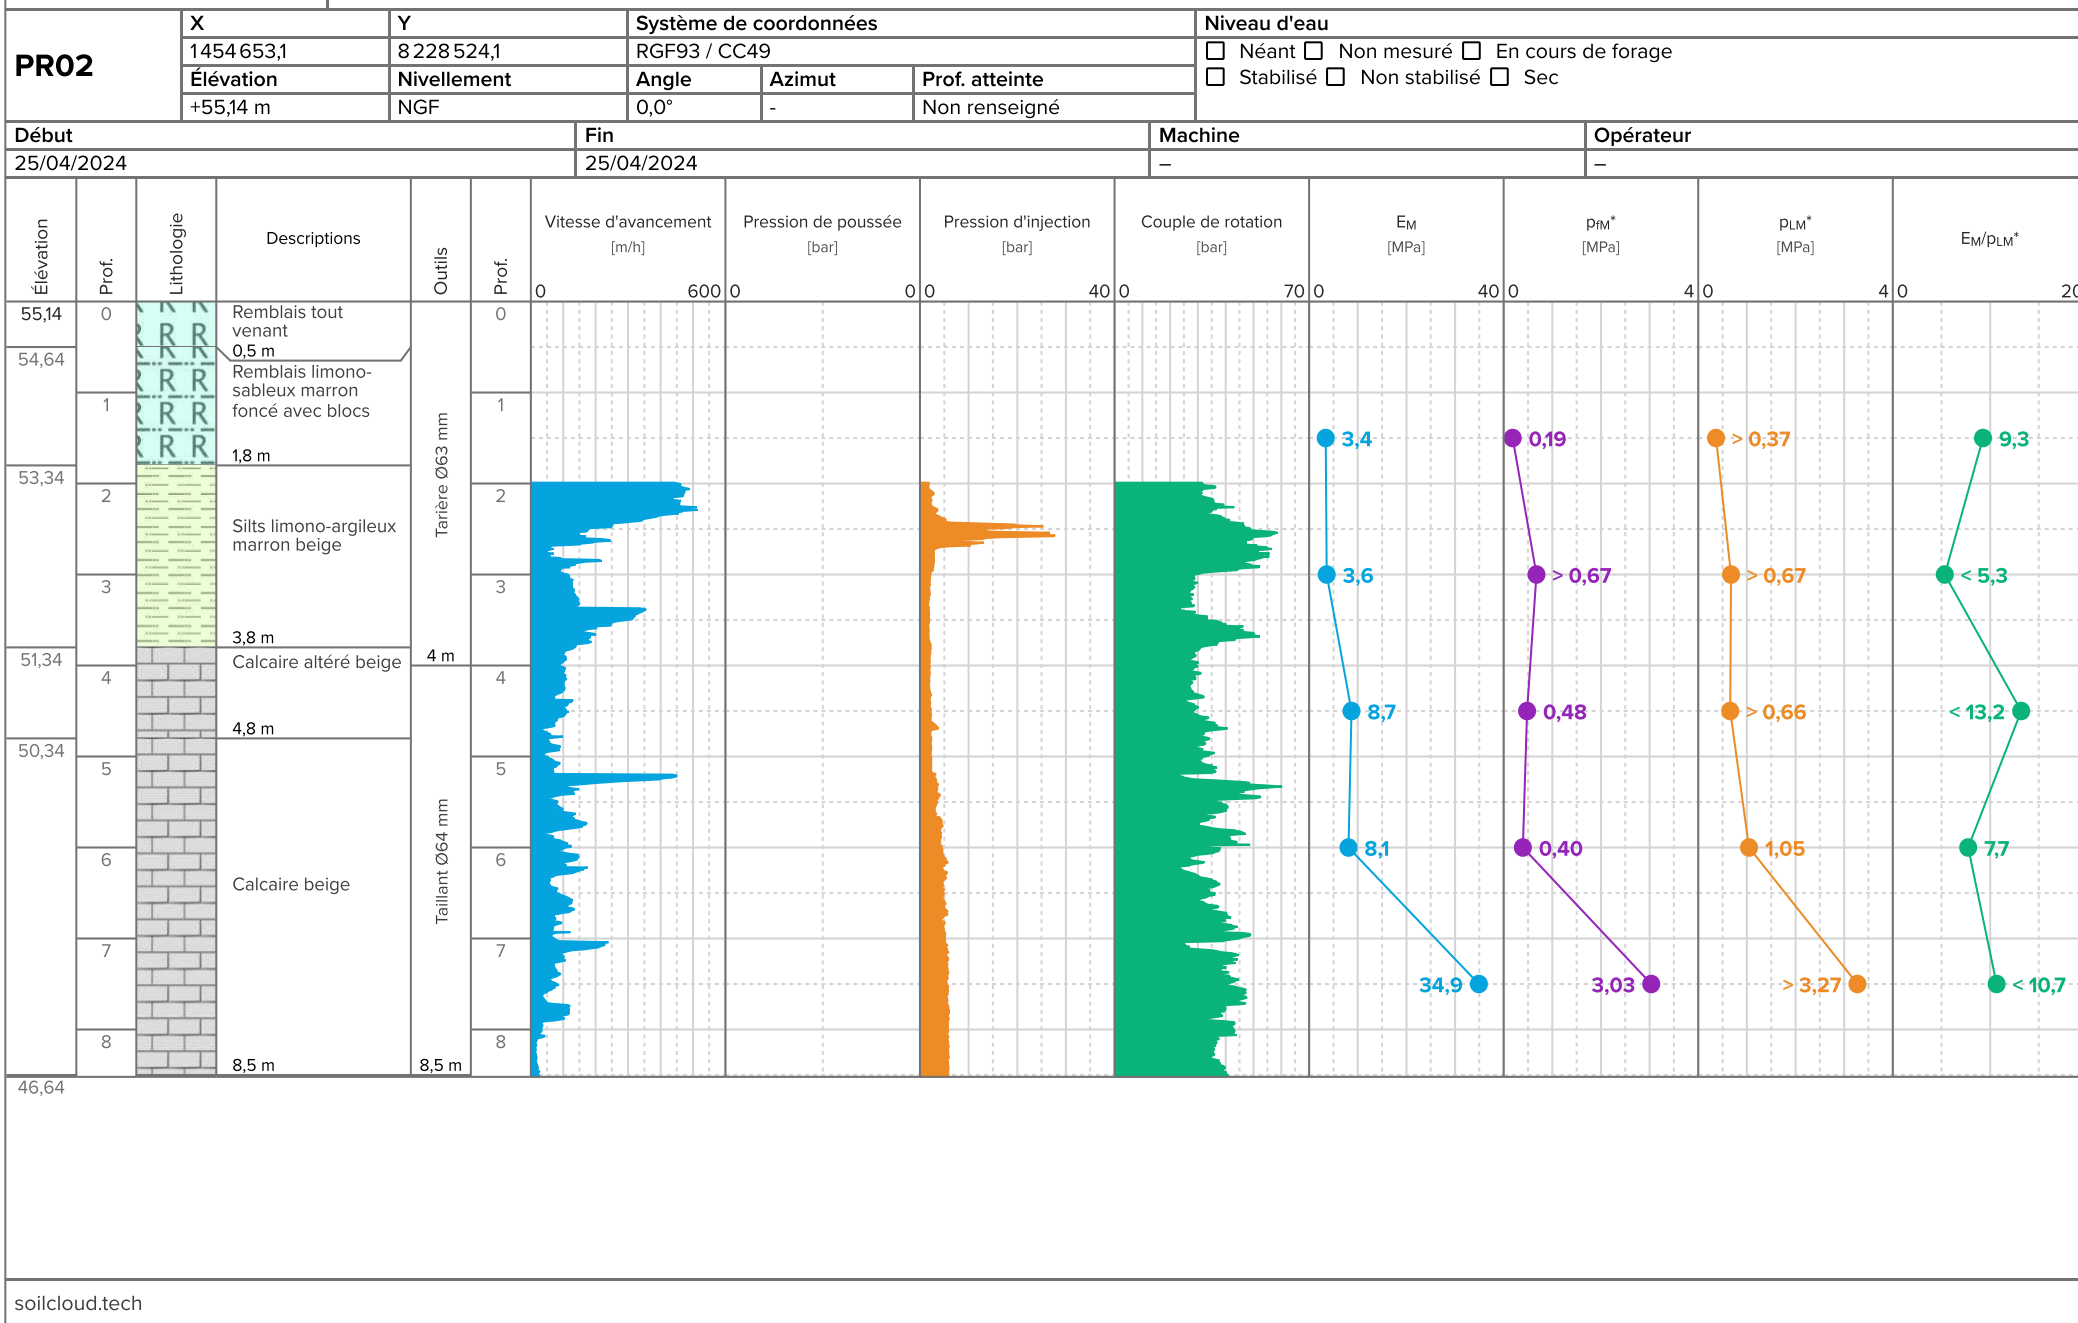 PR02
X
Y
Système de coordonnées
Niveau d'eau
1 454 653,1
8 228 524,1
RGF93 / CC49
Néant Non mesuré En cours de forage
Élévation
Nivellement
Angle
Azimut
Prof. atteinte
Stabilisé Non stabilisé Sec
+55,14 m
NGF
0,0°
-
Non renseigné
Début
Fin
Machine
Opérateur
25/04/2024
25/04/2024
–
–
Élévation
Prof.
Lithologie
Descriptions
Outils
Prof.
Vitesse d'avancement
[m/h]
0 600
Pression de poussée
[bar]
0 0
Pression d'injection
[bar]
0 40
Couple de rotation
[bar]
0 70
EM
[MPa]
0 40
pfM*
[MPa]
0 4
pLM*
[MPa]
0 4
EM/pLM*
0 20
55,14
54,64
53,34
51,34
50,34
46,64
0
1
2
3
4
5
6
7
8
R R
R R
R R
R R
R R
R R
Remblais tout
venant
0,5 m
Remblais limono-
sableux marron
foncé avec blocs
1,8 m
Silts limono-argileux
marron beige
3,8 m
Calcaire altéré beige
4,8 m
Calcaire beige
8,5 m
Tarière Ø63 mm
4 m
Taillant Ø64 mm
8,5 m
0
1
2
3
4
5
6
7
8
3,4
0,19
> 0,37
9,3
3,6
> 0,67
> 0,67
< 5,3
8,7
0,48
> 0,66
< 13,2
8,1
0,40
1,05
7,7
34,9
3,03
> 3,27
< 10,7
soilcloud.tech